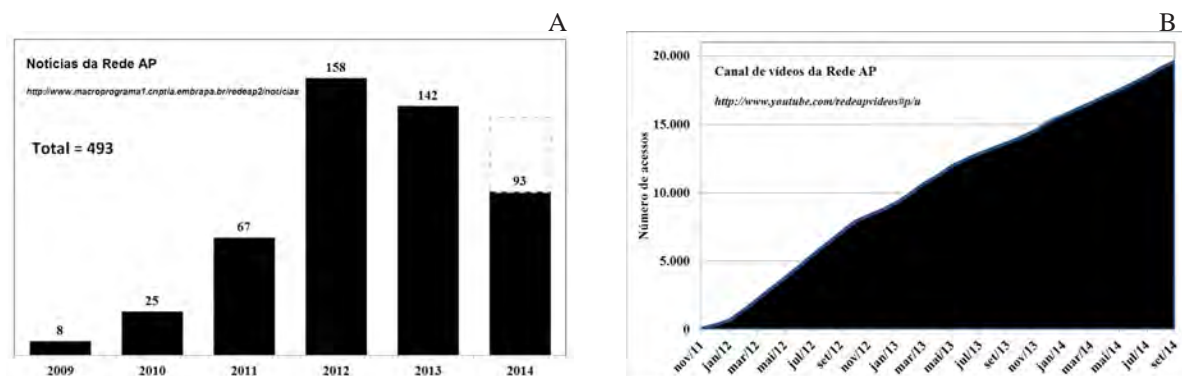 A
Notícias da Rede AP
http://www.macroprograma1.cnptia.embrapa.br/redeap2/noticias
Total = 493
8
25
67
158
142
93
2009
2010
2011
2012
2013
2014
B
Canal de vídeos da Rede AP
http://www.youtube.com/redeapvideos#p/u
Número de acessos
20.000
15.000
10.000
5.000
0
nov/11
jan/12
mar/12
mai/12
jul/12
set/12
nov/12
jan/13
mar/13
mai/13
jul/13
set/13
nov/13
jan/14
mar/14
mai/14
jul/14
set/14